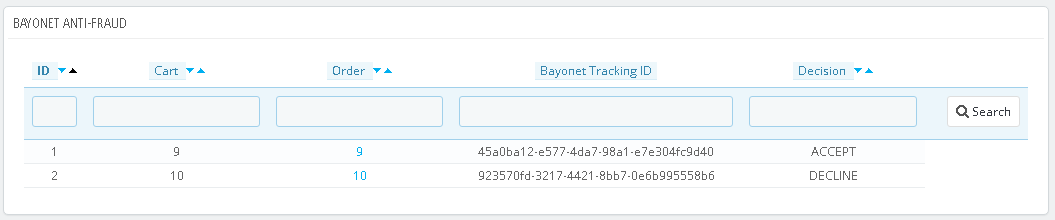 BAYONET ANTI-FRAUD
ID Cart Order Bayonet Tracking ID Decision
Search
1 9 9 45a0ba12-e577-4da7-98a1-e7e304fc9d40 ACCEPT
2 10 10 923570fd-3217-4421-8bb7-0e6b995558b6 DECLINE